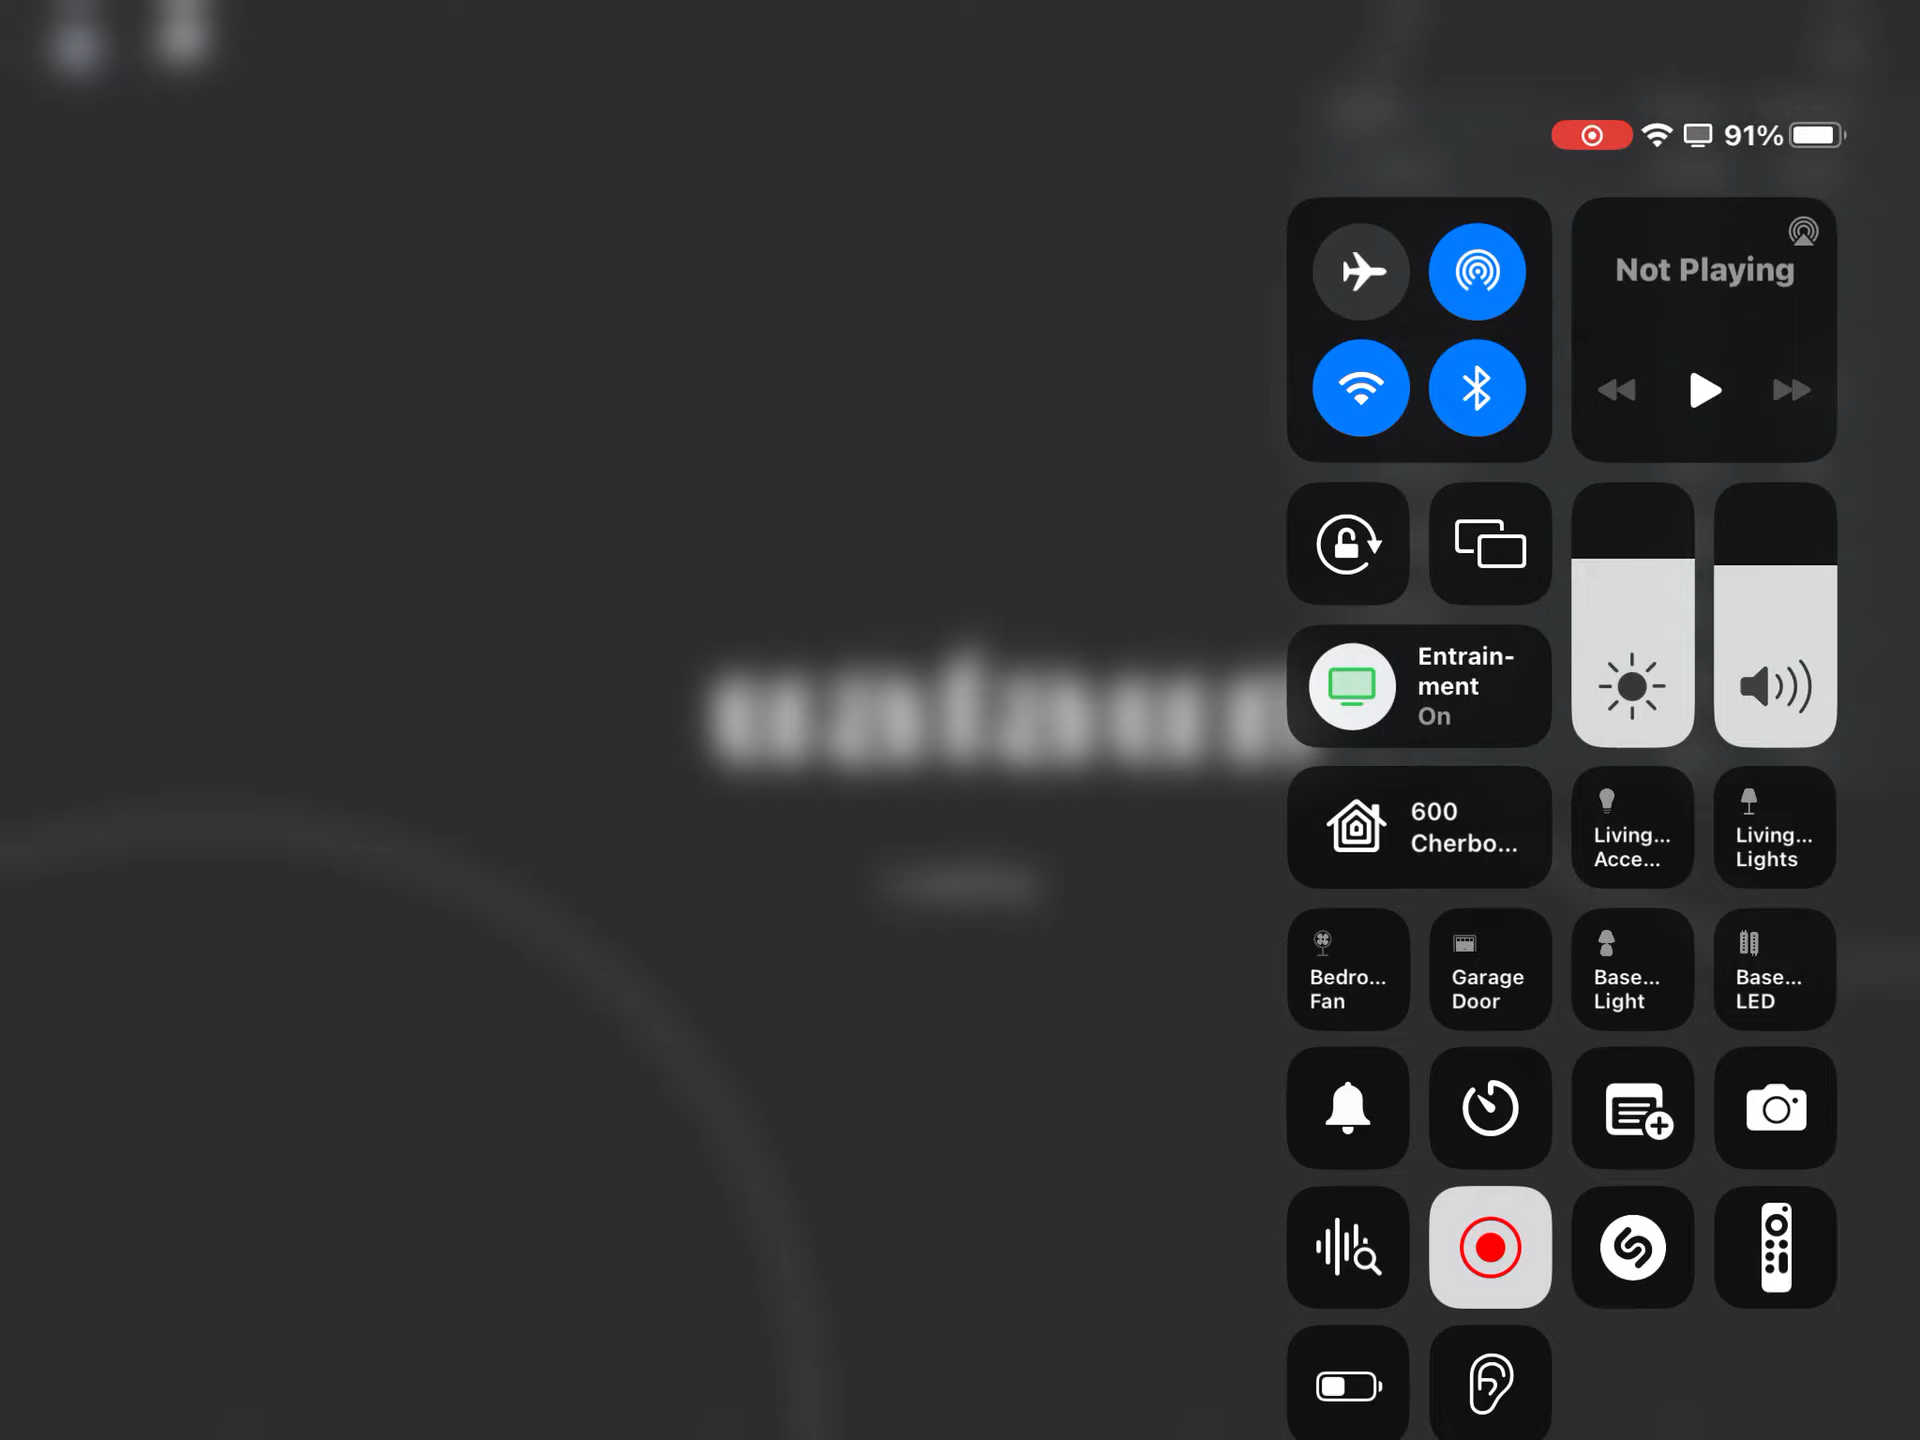 91%
Not Playing
Entrain-
ment
On
600
Cherbo...
Living...
Acce...
Living...
Lights
Bedro...
Fan
Garage
Door
Base...
Light
Base...
LED